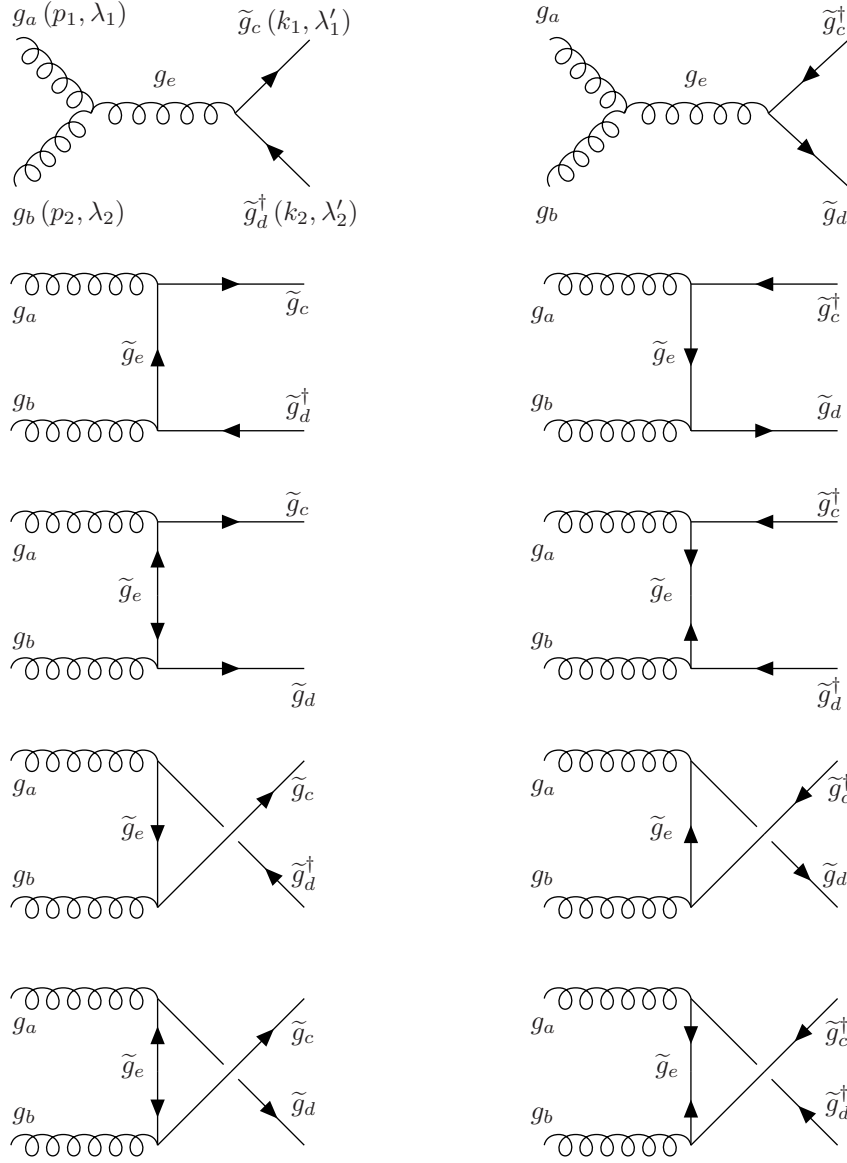 g_a (p_1, λ_1) g̃_c (k_1, λ′_1) g_a g̃_c^†
g_e g_e
g_b (p_2, λ_2) g̃_d^† (k_2, λ′_2) g_b g̃_d
g_a g̃_c g_a g̃_c^†
g̃_e g̃_e
g_b g̃_d^† g_b g̃_d
g̃_c g̃_c^†
g_a g_a
g̃_e g̃_e
g_b g_b
g̃_d g̃_d^†
g_a g̃_c g_a g̃_c^†
g̃_e g̃_e
g_b g̃_d^† g_b g̃_d
g_a g̃_c g_a g̃_c^†
g̃_e g̃_e
g_b g̃_d g_b g̃_d^†